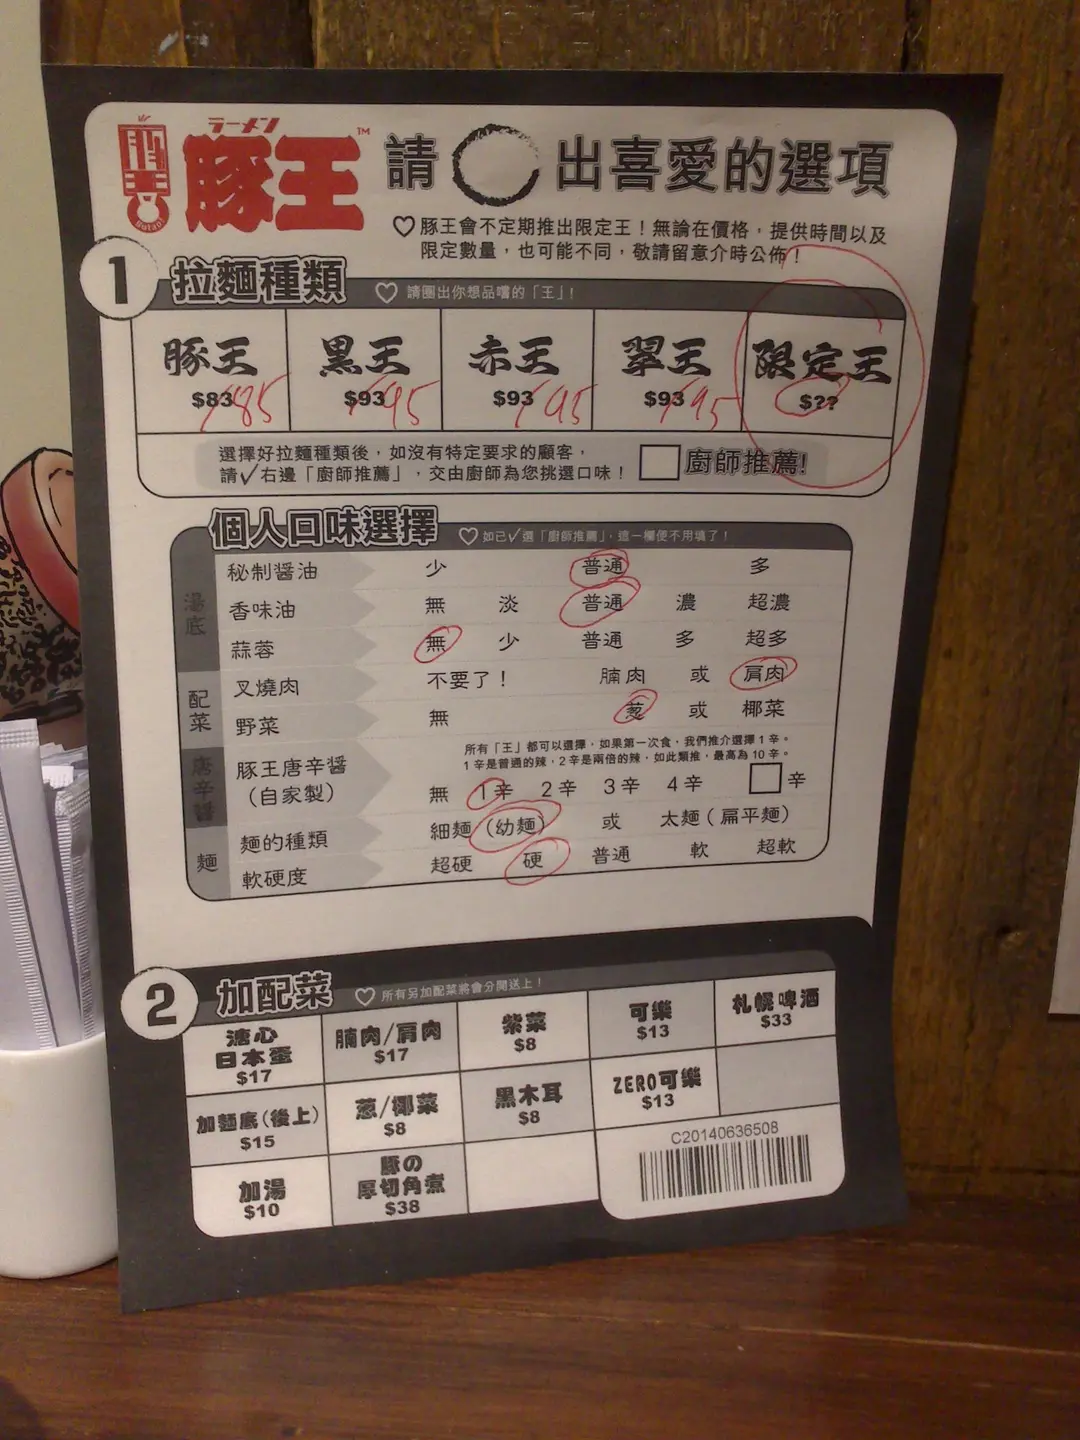 ラーメン
豚王™
Butao
請○出喜愛的選項
♡豚王會不定期推出限定王！無論在價格，提供時間以及
限定數量，也可能不同，敬請留意介時公佈！
1 拉麵種類 ♡請圈出你想品嚐的「王」！
豚王 黒王 赤王 翠王 限定王
$83 85 $93 95 $93 95 $93 95 $??
選擇好拉麵種類後，如沒有特定要求的顧客，
請✓右邊「廚師推薦」，交由廚師為您挑選口味！ □廚師推薦!
個人口味選擇 ♡如已✓選「廚師推薦」，這一欄便不用填了！
湯底
秘制醬油 少 普通 多
香味油 無 淡 普通 濃 超濃
蒜蓉 無 少 普通 多 超多
配菜
叉燒肉 不要了！ 腩肉 或 肩肉
野菜 無 葱 或 椰菜
唐辛醬
所有「王」都可以選擇，如果第一次食，我們推介選擇1辛。
1辛是普通的辣，2辛是兩倍的辣，如此類推，最高為10辛。
豚王唐辛醬
（自家製） 無 1辛 2辛 3辛 4辛 □辛
麵
麵的種類 細麵（幼麵） 或 太麵（扁平麵）
軟硬度 超硬 硬 普通 軟 超軟
2 加配菜 ♡所有另加配菜將會分開送上！
溏心
日本蛋
$17
腩肉/肩肉
$17
紫菜
$8
可樂
$13
札幌啤酒
$33
加麵底(後上)
$15
葱/椰菜
$8
黑木耳
$8
ZERO可樂
$13
加湯
$10
豚の
厚切角煮
$38
C20140636508